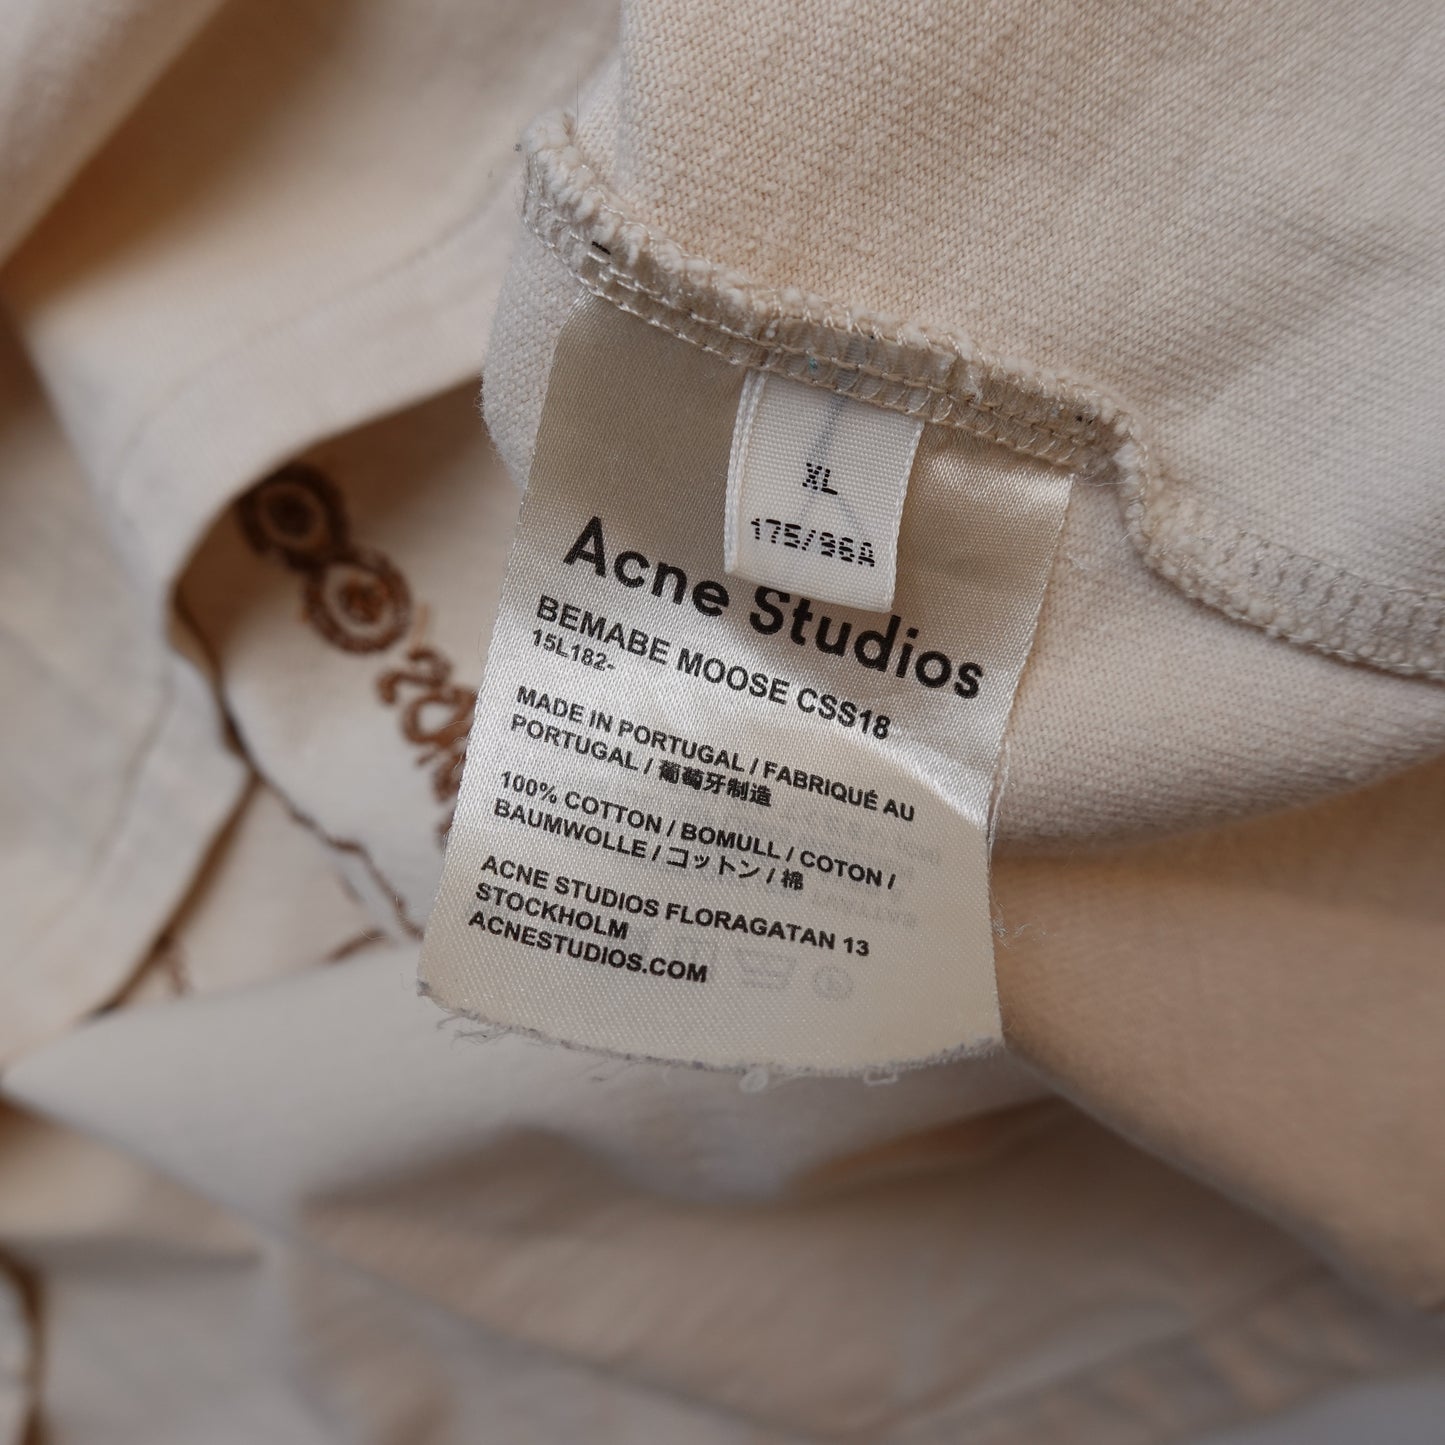 XL
175/96A
Acne Studios
BEMABE MOOSE CSS18
15L182-
MADE IN PORTUGAL / FABRIQUÉ AU
PORTUGAL / 葡萄牙制造
100% COTTON / BOMULL / COTON /
BAUMWOLLE / コットン / 棉
ACNE STUDIOS FLORAGATAN 13
STOCKHOLM
ACNESTUDIOS.COM